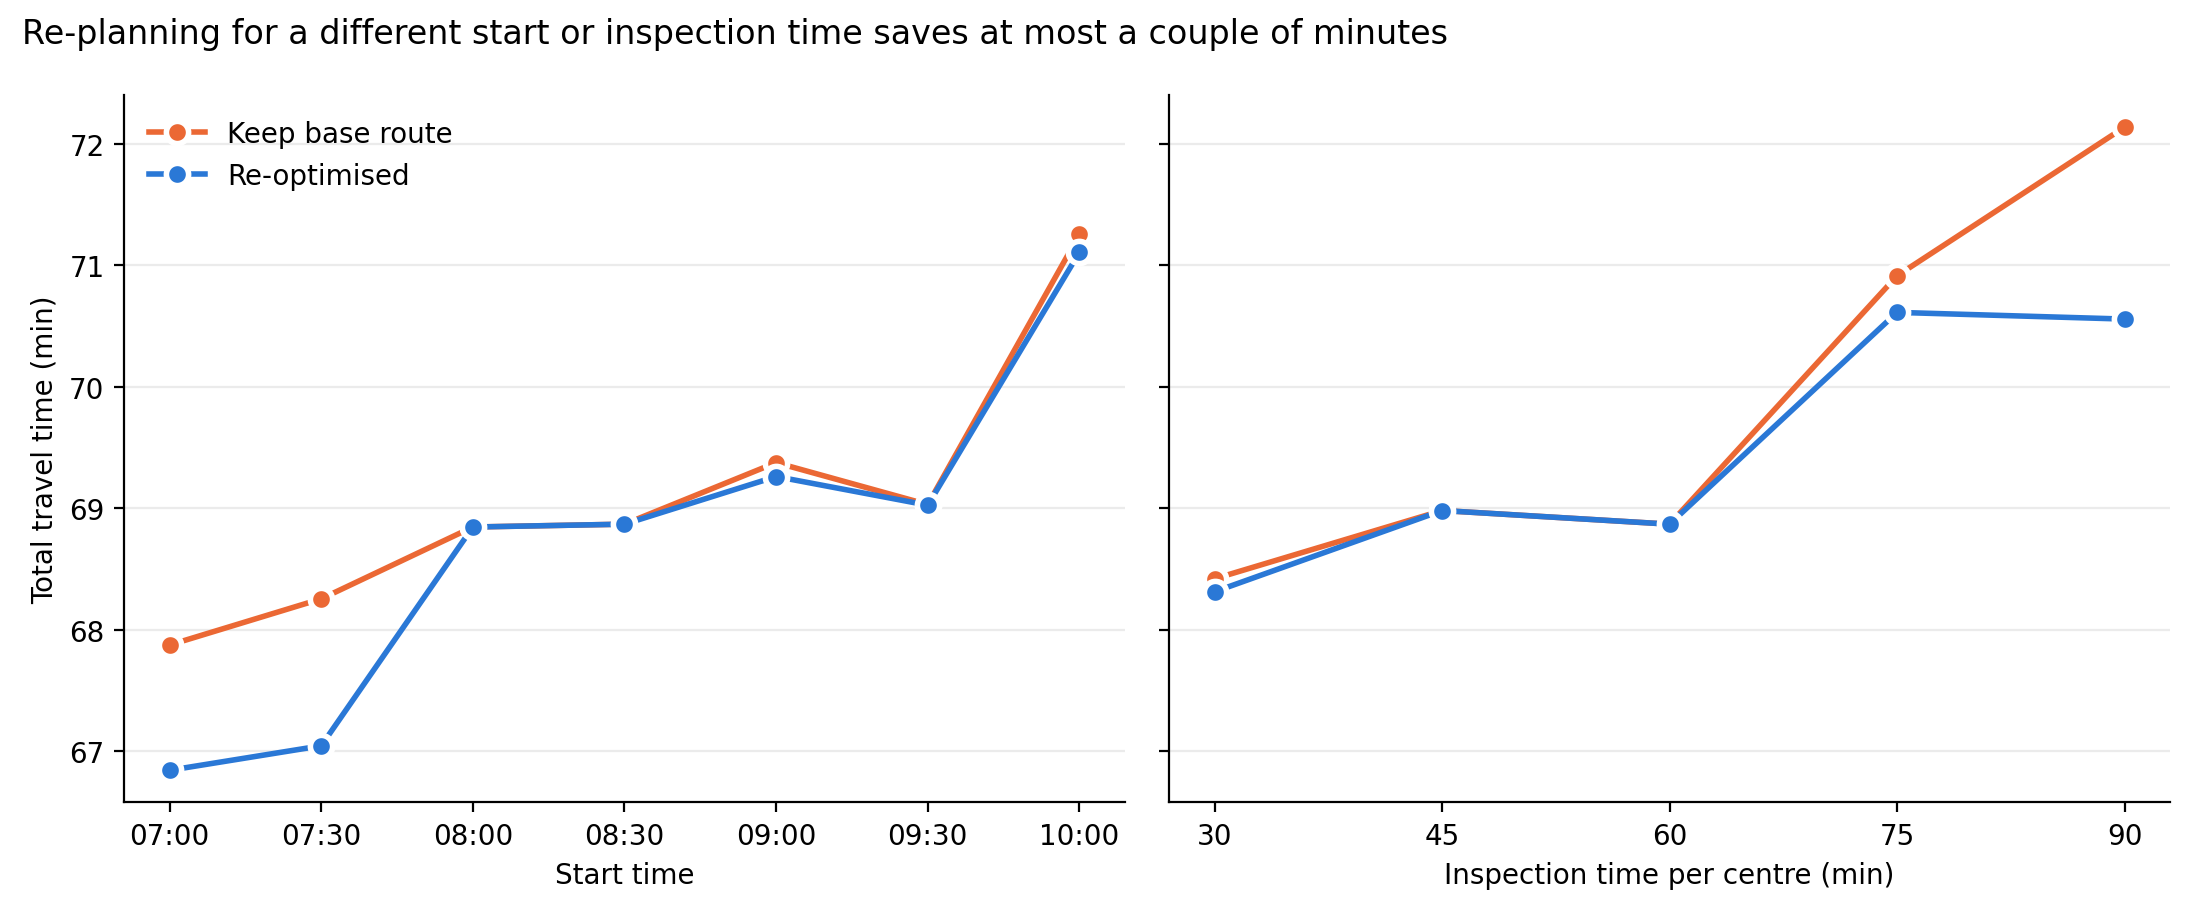 Re-planning for a different start or inspection time saves at most a couple of minutes
Keep base route
Re-optimised
Total travel time (min)
72
71
70
69
68
67
07:00 07:30 08:00 08:30 09:00 09:30 10:00
Start time
30 45 60 75 90
Inspection time per centre (min)